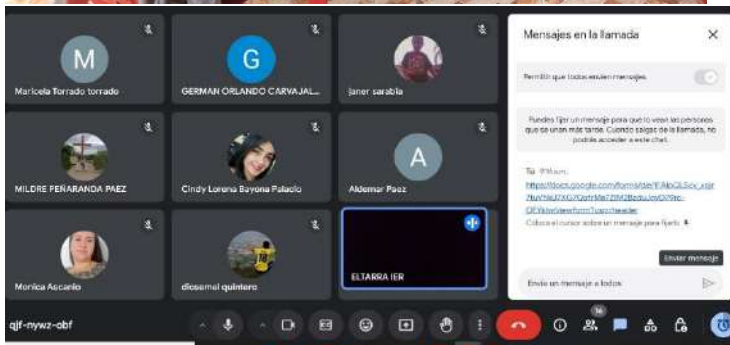 M
Maricela Torrado torrado
G
GERMAN ORLANDO CARVAJAL...
janer sarabia
MILDRE PEÑARANDA PAEZ
Cindy Lorena Bayona Palacio
A
Aldemar Paez
Monica Ascanio
diosemel quintero
ELTARRA IER
Mensajes en la llamada
Permitir que todos envíen mensajes
Puedes fijar un mensaje para que lo vean las personas
que se unan más tarde. Cuando salgas de la llamada, no
podrás acceder a este chat.
Tú
Coloca el cursor sobre un mensaje para fijarlo
Enviar mensaje
Envía un mensaje a todos
qjf-nywz-obf
16